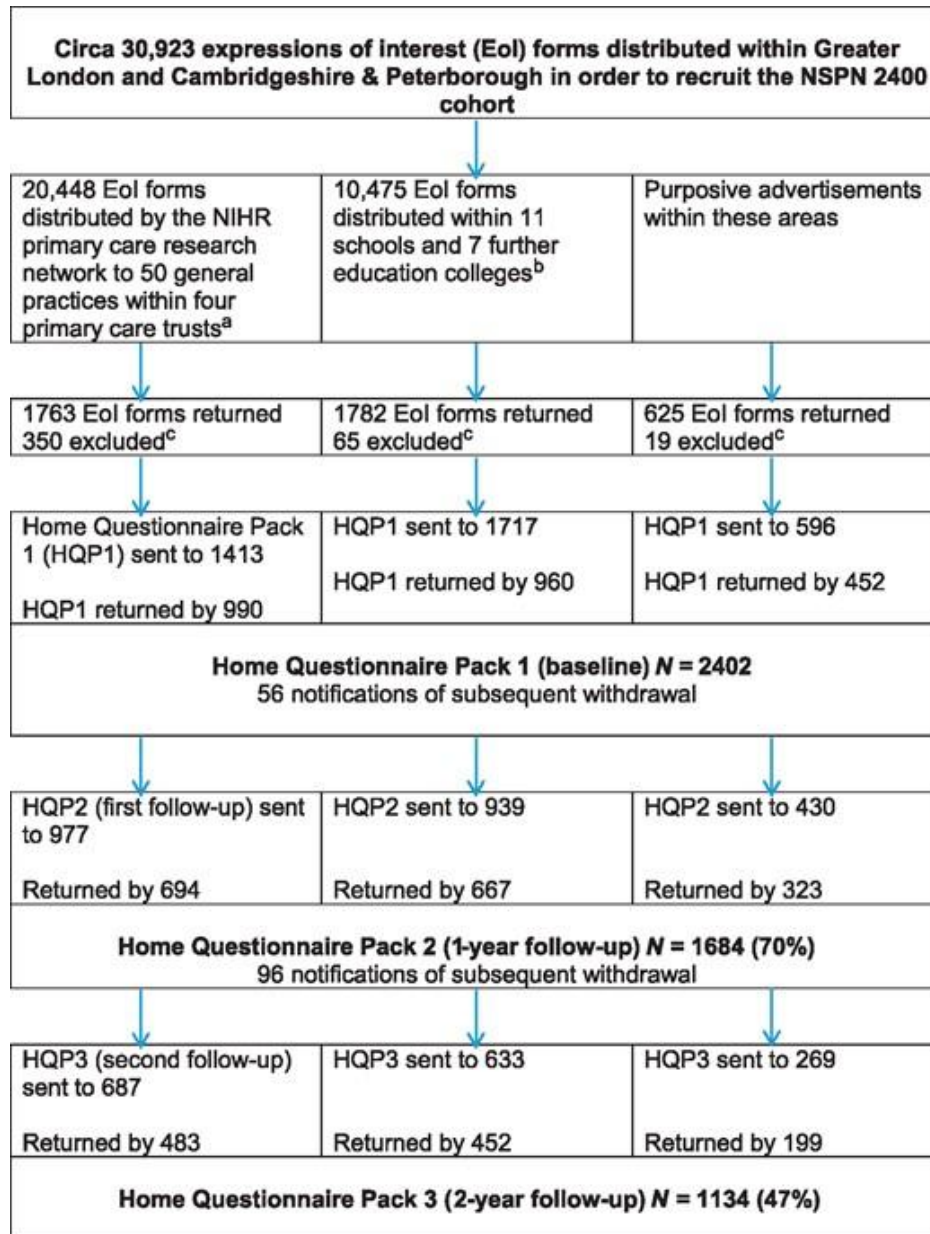 Circa 30,923 expressions of interest (EoI) forms distributed within Greater
London and Cambridgeshire & Peterborough in order to recruit the NSPN 2400
cohort
20,448 EoI forms
distributed by the NIHR
primary care research
network to 50 general
practices within four
primary care trustsᵃ
10,475 EoI forms
distributed within 11
schools and 7 further
education collegesᵇ
Purposive advertisements
within these areas
1763 EoI forms returned
350 excludedᶜ
1782 EoI forms returned
65 excludedᶜ
625 EoI forms returned
19 excludedᶜ
Home Questionnaire Pack
1 (HQP1) sent to 1413
HQP1 returned by 990
HQP1 sent to 1717
HQP1 returned by 960
HQP1 sent to 596
HQP1 returned by 452
Home Questionnaire Pack 1 (baseline) N = 2402
56 notifications of subsequent withdrawal
HQP2 (first follow-up) sent
to 977
Returned by 694
HQP2 sent to 939
Returned by 667
HQP2 sent to 430
Returned by 323
Home Questionnaire Pack 2 (1-year follow-up) N = 1684 (70%)
96 notifications of subsequent withdrawal
HQP3 (second follow-up)
sent to 687
Returned by 483
HQP3 sent to 633
Returned by 452
HQP3 sent to 269
Returned by 199
Home Questionnaire Pack 3 (2-year follow-up) N = 1134 (47%)